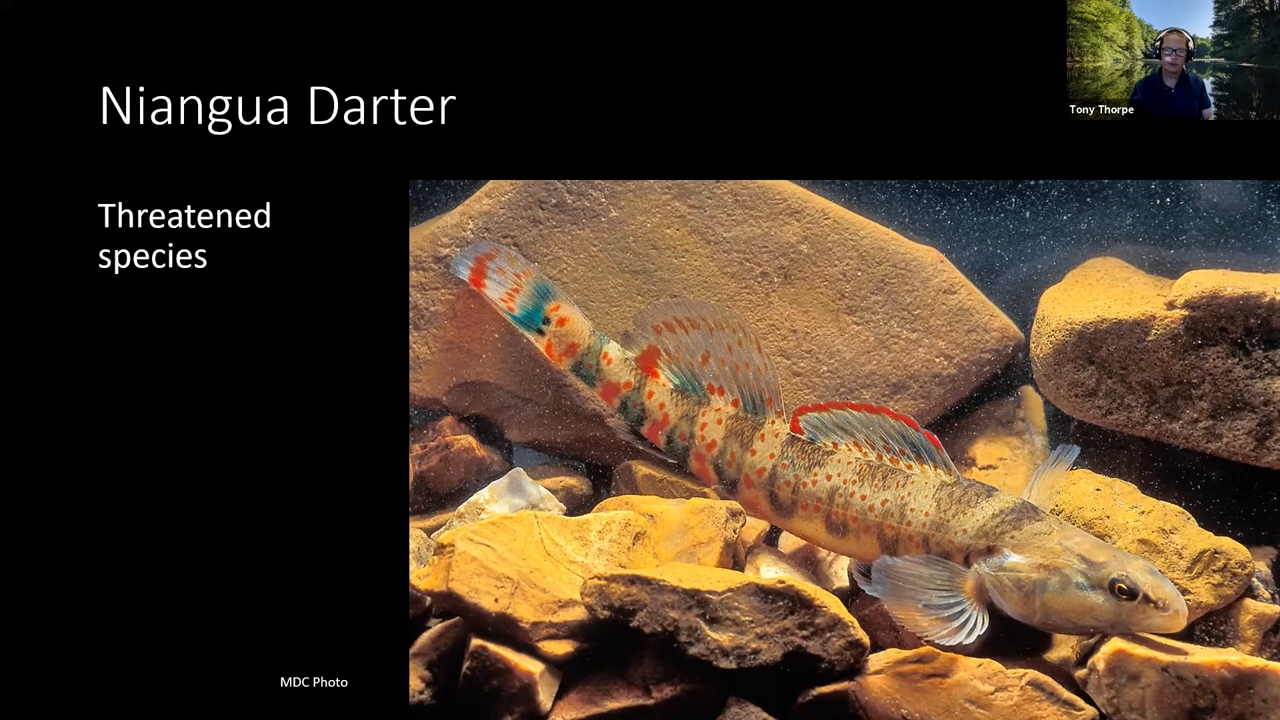 Niangua Darter
Tony Thorpe
Threatened
species
MDC Photo